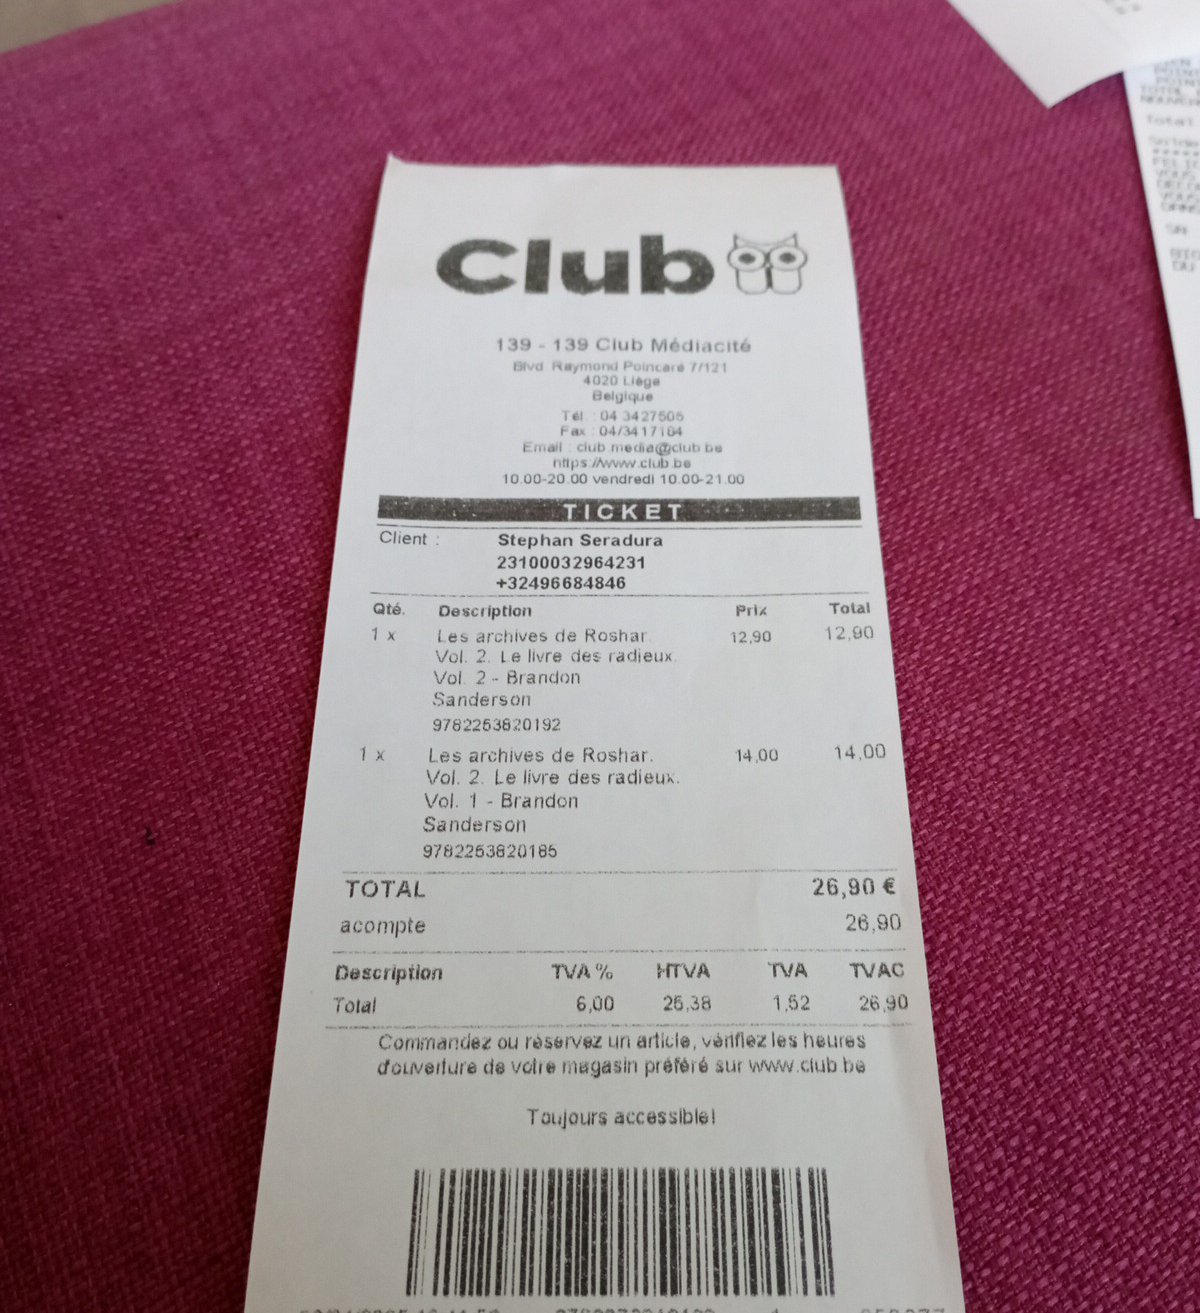 Club
139 - 139 Club Médiacité
Blvd Raymond Poincaré 7/121
4020 Liège
Belgique
Tél : 04 3427505
Fax : 04/3417184
Email : club.media@club.be
https://www.club.be
10.00-20.00 vendredi 10.00-21.00
TICKET
Client : Stephan Seradura
23100032964231
+32496684846
Qté. Description Prix Total
1 x Les archives de Roshar. 12,90 12,90
Vol. 2. Le livre des radieux.
Vol. 2 - Brandon
Sanderson
9782253820192
1 x Les archives de Roshar. 14,00 14,00
Vol. 2. Le livre des radieux.
Vol. 1 - Brandon
Sanderson
9782253820185
TOTAL 26,90 €
acompte 26,90
Description TVA % HTVA TVA TVAC
Total 6,00 25,38 1,52 26,90
Commandez ou réservez un article, vérifiez les heures
d'ouverture de votre magasin préféré sur www.club.be
Toujours accessible!